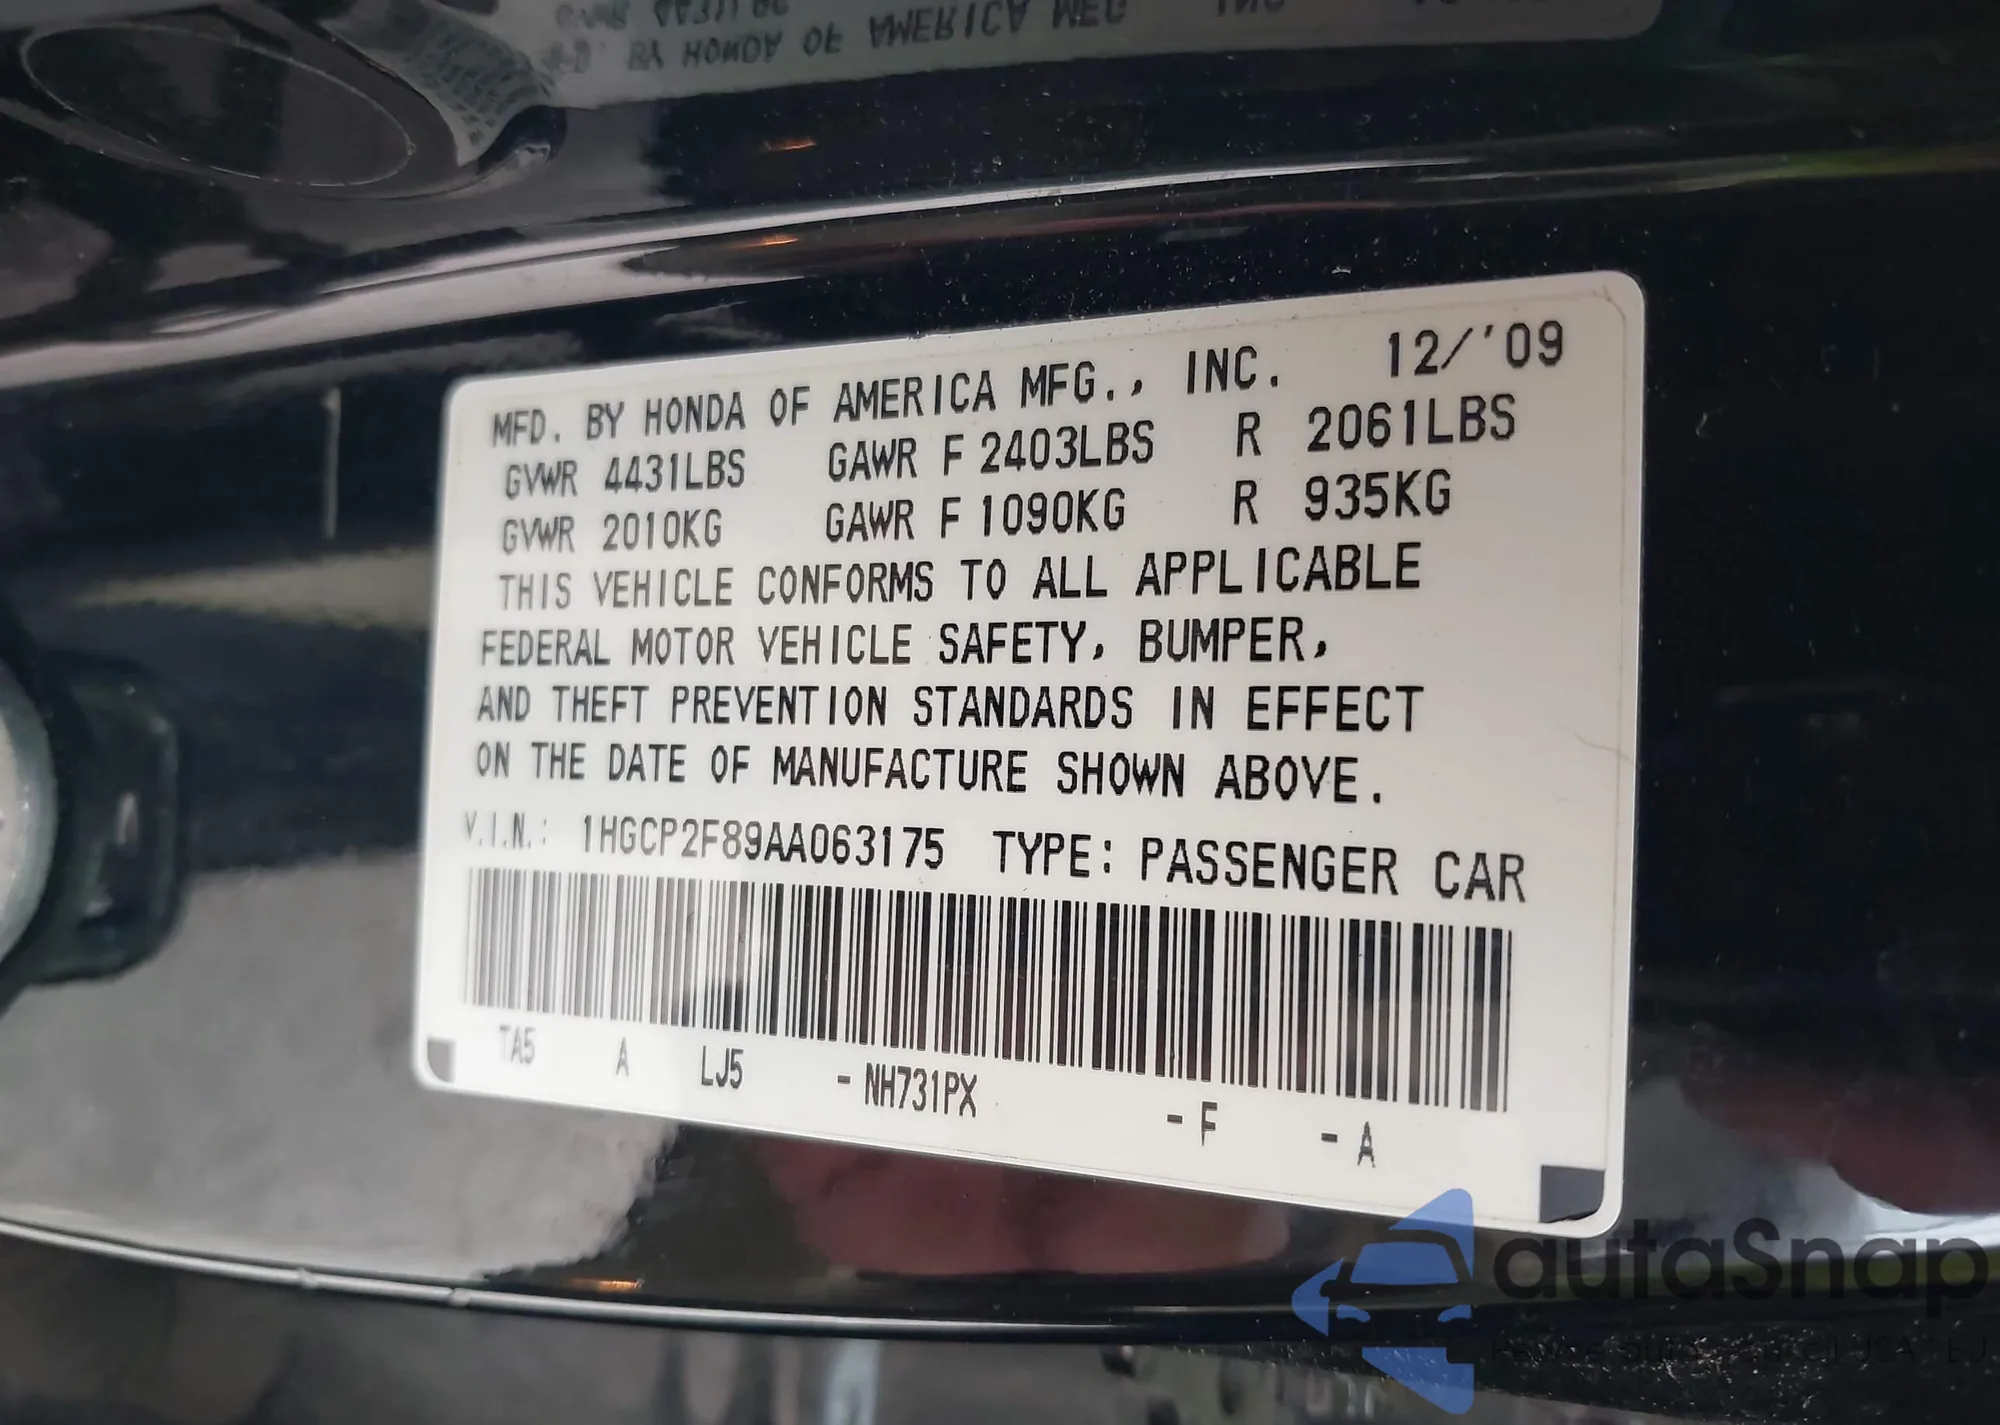 MFD. BY HONDA OF AMERICA MFG., INC. 12/'09
GVWR 4431LBS GAWR F 2403LBS R 2061LBS
GVWR 2010KG GAWR F 1090KG R 935KG
THIS VEHICLE CONFORMS TO ALL APPLICABLE
FEDERAL MOTOR VEHICLE SAFETY, BUMPER,
AND THEFT PREVENTION STANDARDS IN EFFECT
ON THE DATE OF MANUFACTURE SHOWN ABOVE.
V.I.N.: 1HGCP2F89AA063175 TYPE: PASSENGER CAR
TA5 A LJ5 - NH731PX - F - A
autaSnap